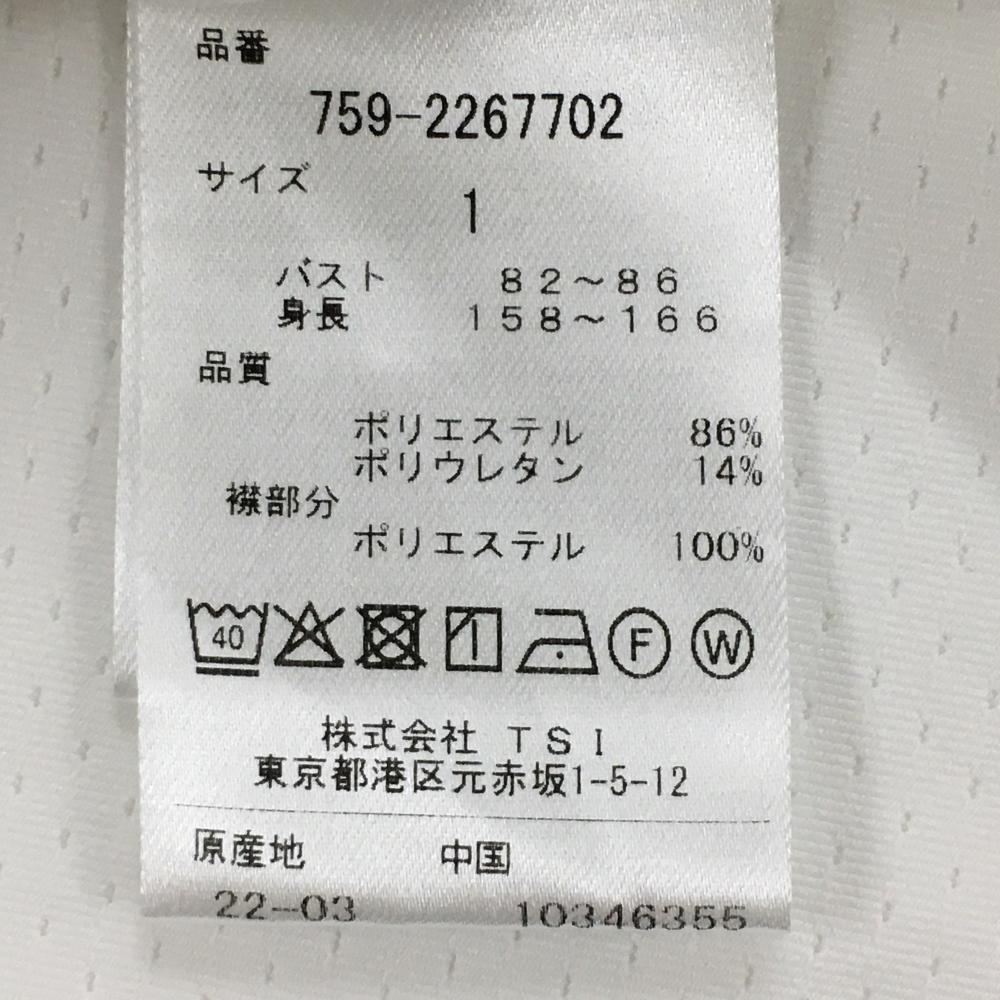 品番
759-2267702
サイズ
1
バスト 82～86
身長 158～166
品質
ポリエステル 86%
ポリウレタン 14%
襟部分
ポリエステル 100%
40 F W
株式会社 TSI
東京都港区元赤坂1-5-12
原産地 中国
22-03 10346355